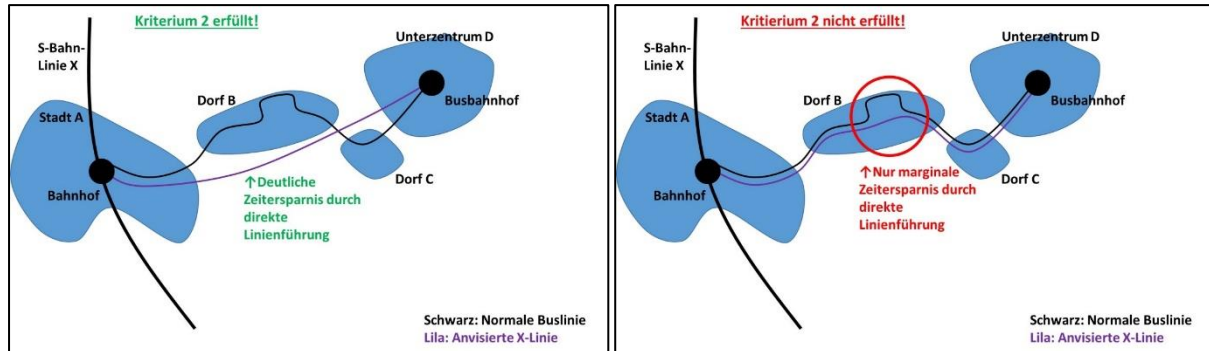 Kriterium 2 erfüllt!
S-Bahn-
Linie X
Unterzentrum D
Dorf B
Stadt A
Busbahnhof
Bahnhof
Dorf C
↑Deutliche
Zeitersparnis durch
direkte
Linienführung
Schwarz: Normale Buslinie
Lila: Anvisierte X-Linie
Kritierium 2 nicht erfüllt!
S-Bahn-
Linie X
Unterzentrum D
Dorf B
Stadt A
Busbahnhof
Bahnhof
Dorf C
↑Nur marginale
Zeitersparnis durch
direkte
Linienführung
Schwarz: Normale Buslinie
Lila: Anvisierte X-Linie